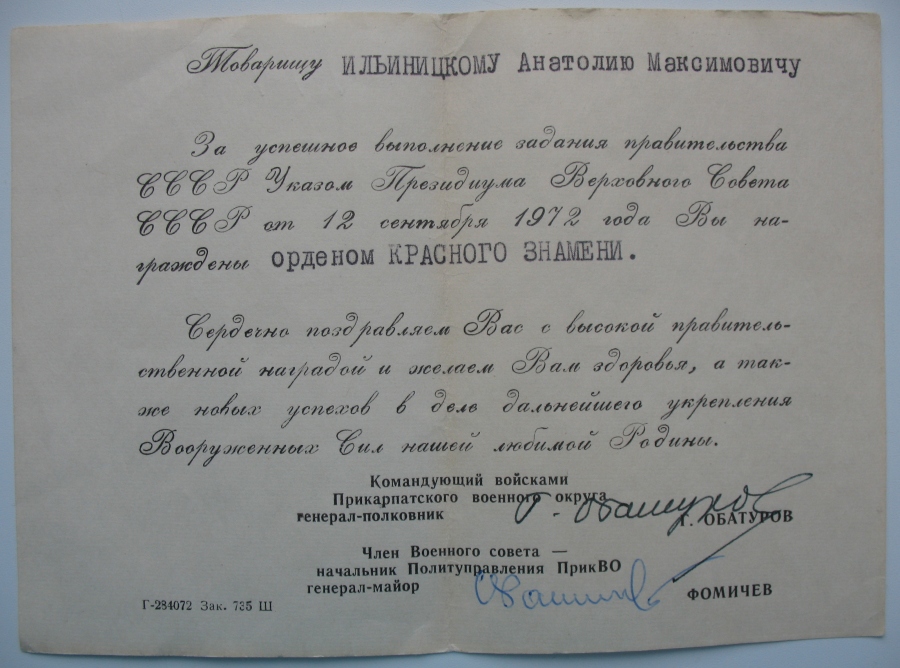 Товарищу ИЛЬИНИЦКОМУ Анатолию Максимовичу
За успешное выполнение задания правительства
СССР Указом Президиума Верховного Совета
СССР от 12 сентября 1972 года Вы на-
граждены орденом КРАСНОГО ЗНАМЕНИ.
Сердечно поздравляем Вас с высокой правитель-
ственной наградой и желаем Вам здоровья, а так-
же новых успехов в деле дальнейшего укрепления
Вооруженных Сил нашей любимой Родины.
Командующий войсками
Прикарпатского военного округа
генерал-полковник Г. Обатуров Г. ОБАТУРОВ
Член Военного совета —
начальник Политуправления ПрикВО
генерал-майор ФОМИЧЕВ
Г-284072 Зак. 735 Ш